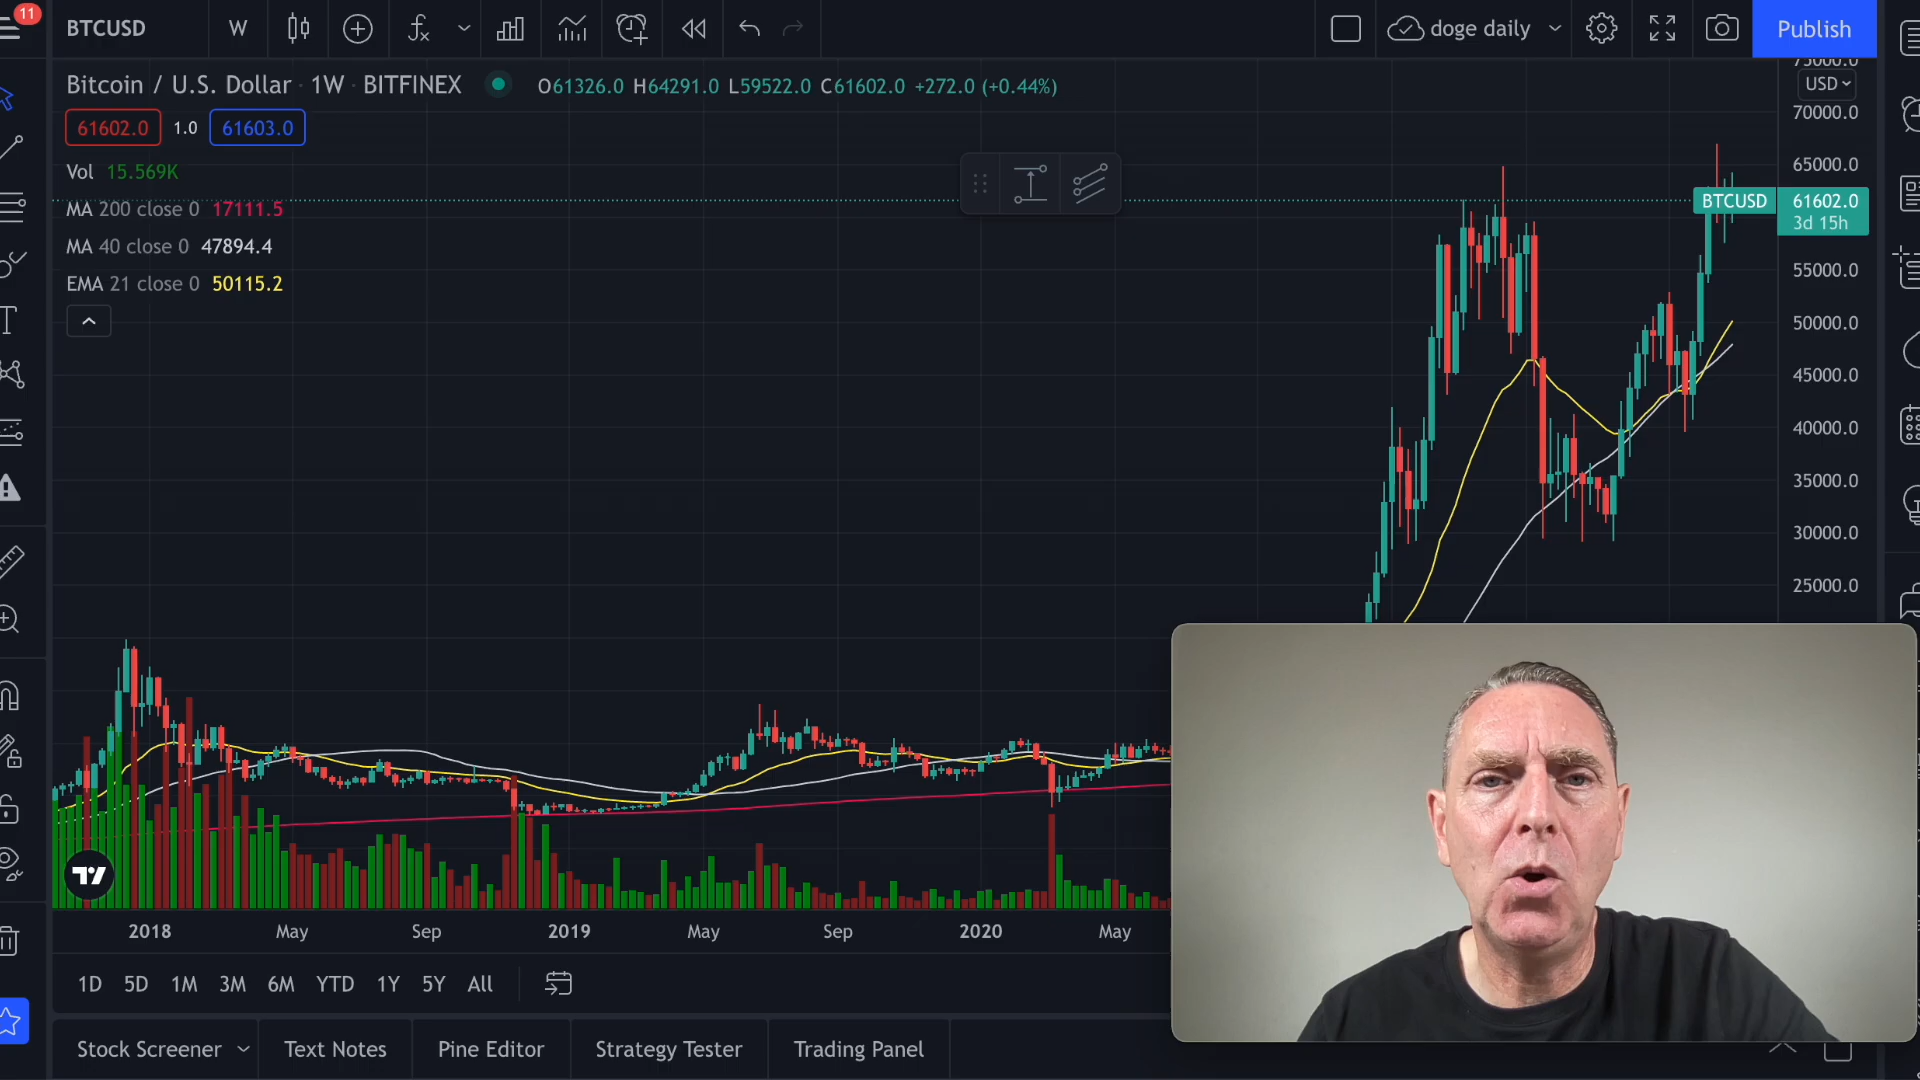 11
BTCUSD W doge daily Publish
Bitcoin / U.S. Dollar · 1W · BITFINEX O61326.0 H64291.0 L59522.0 C61602.0 +272.0 (+0.44%)
61602.0 1.0 61603.0
Vol 15.569K
MA 200 close 0 17111.5
MA 40 close 0 47894.4
EMA 21 close 0 50115.2
75000.0
USD
70000.0
65000.0
BTCUSD 61602.0
3d 15h
55000.0
50000.0
45000.0
40000.0
35000.0
30000.0
25000.0
2018 May Sep 2019 May Sep 2020 May
1D 5D 1M 3M 6M YTD 1Y 5Y All
Stock Screener Text Notes Pine Editor Strategy Tester Trading Panel